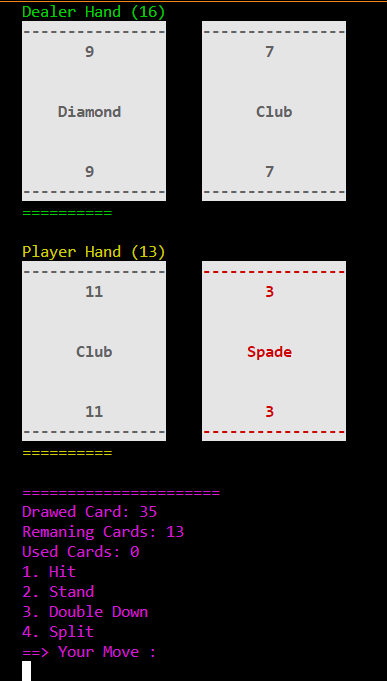 Dealer Hand (16)
---------------- ----------------
9 7
Diamond Club
9 7
---------------- ----------------
==========
Player Hand (13)
---------------- ----------------
11 3
Club Spade
11 3
---------------- ----------------
==========
======================
Drawed Card: 35
Remaning Cards: 13
Used Cards: 0
1. Hit
2. Stand
3. Double Down
4. Split
==> Your Move :